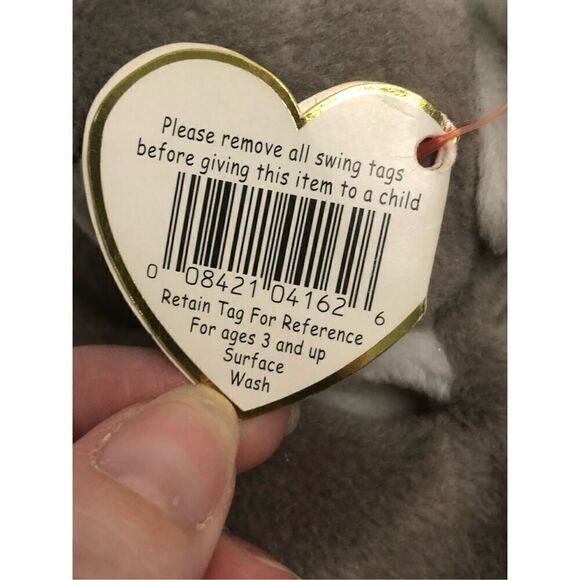 Please remove all swing tags
before giving this item to a child
0 08421 04162 6
Retain Tag For Reference
For ages 3 and up
Surface
Wash